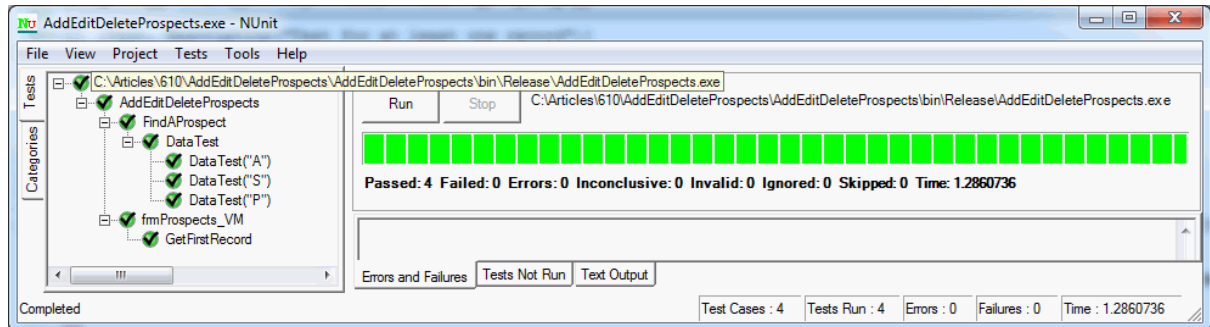 Nu AddEditDeleteProspects.exe - NUnit
File View Project Tests Tools Help
Tests
Categories
C:\Articles\610\AddEditDeleteProspects\AddEditDeleteProspects\bin\Release\AddEditDeleteProspects.exe
AddEditDeleteProspects
FindAProspect
DataTest
DataTest("A")
DataTest("S")
DataTest("P")
frmProspects_VM
GetFirstRecord
Run Stop C:\Articles\610\AddEditDeleteProspects\AddEditDeleteProspects\bin\Release\AddEditDeleteProspects.exe
Passed: 4 Failed: 0 Errors: 0 Inconclusive: 0 Invalid: 0 Ignored: 0 Skipped: 0 Time: 1.2860736
Errors and Failures Tests Not Run Text Output
Completed Test Cases : 4 Tests Run : 4 Errors : 0 Failures : 0 Time : 1.2860736